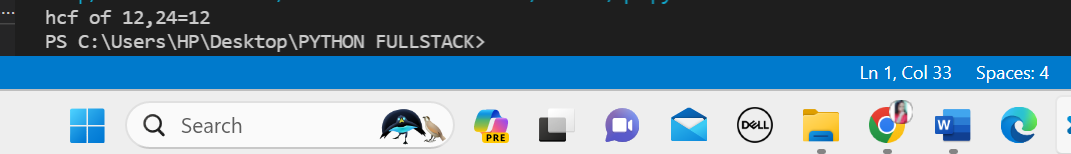 ...
hcf of 12,24=12
PS C:\Users\HP\Desktop\PYTHON FULLSTACK>
Ln 1, Col 33 Spaces: 4
Search
PRE
DELL
W